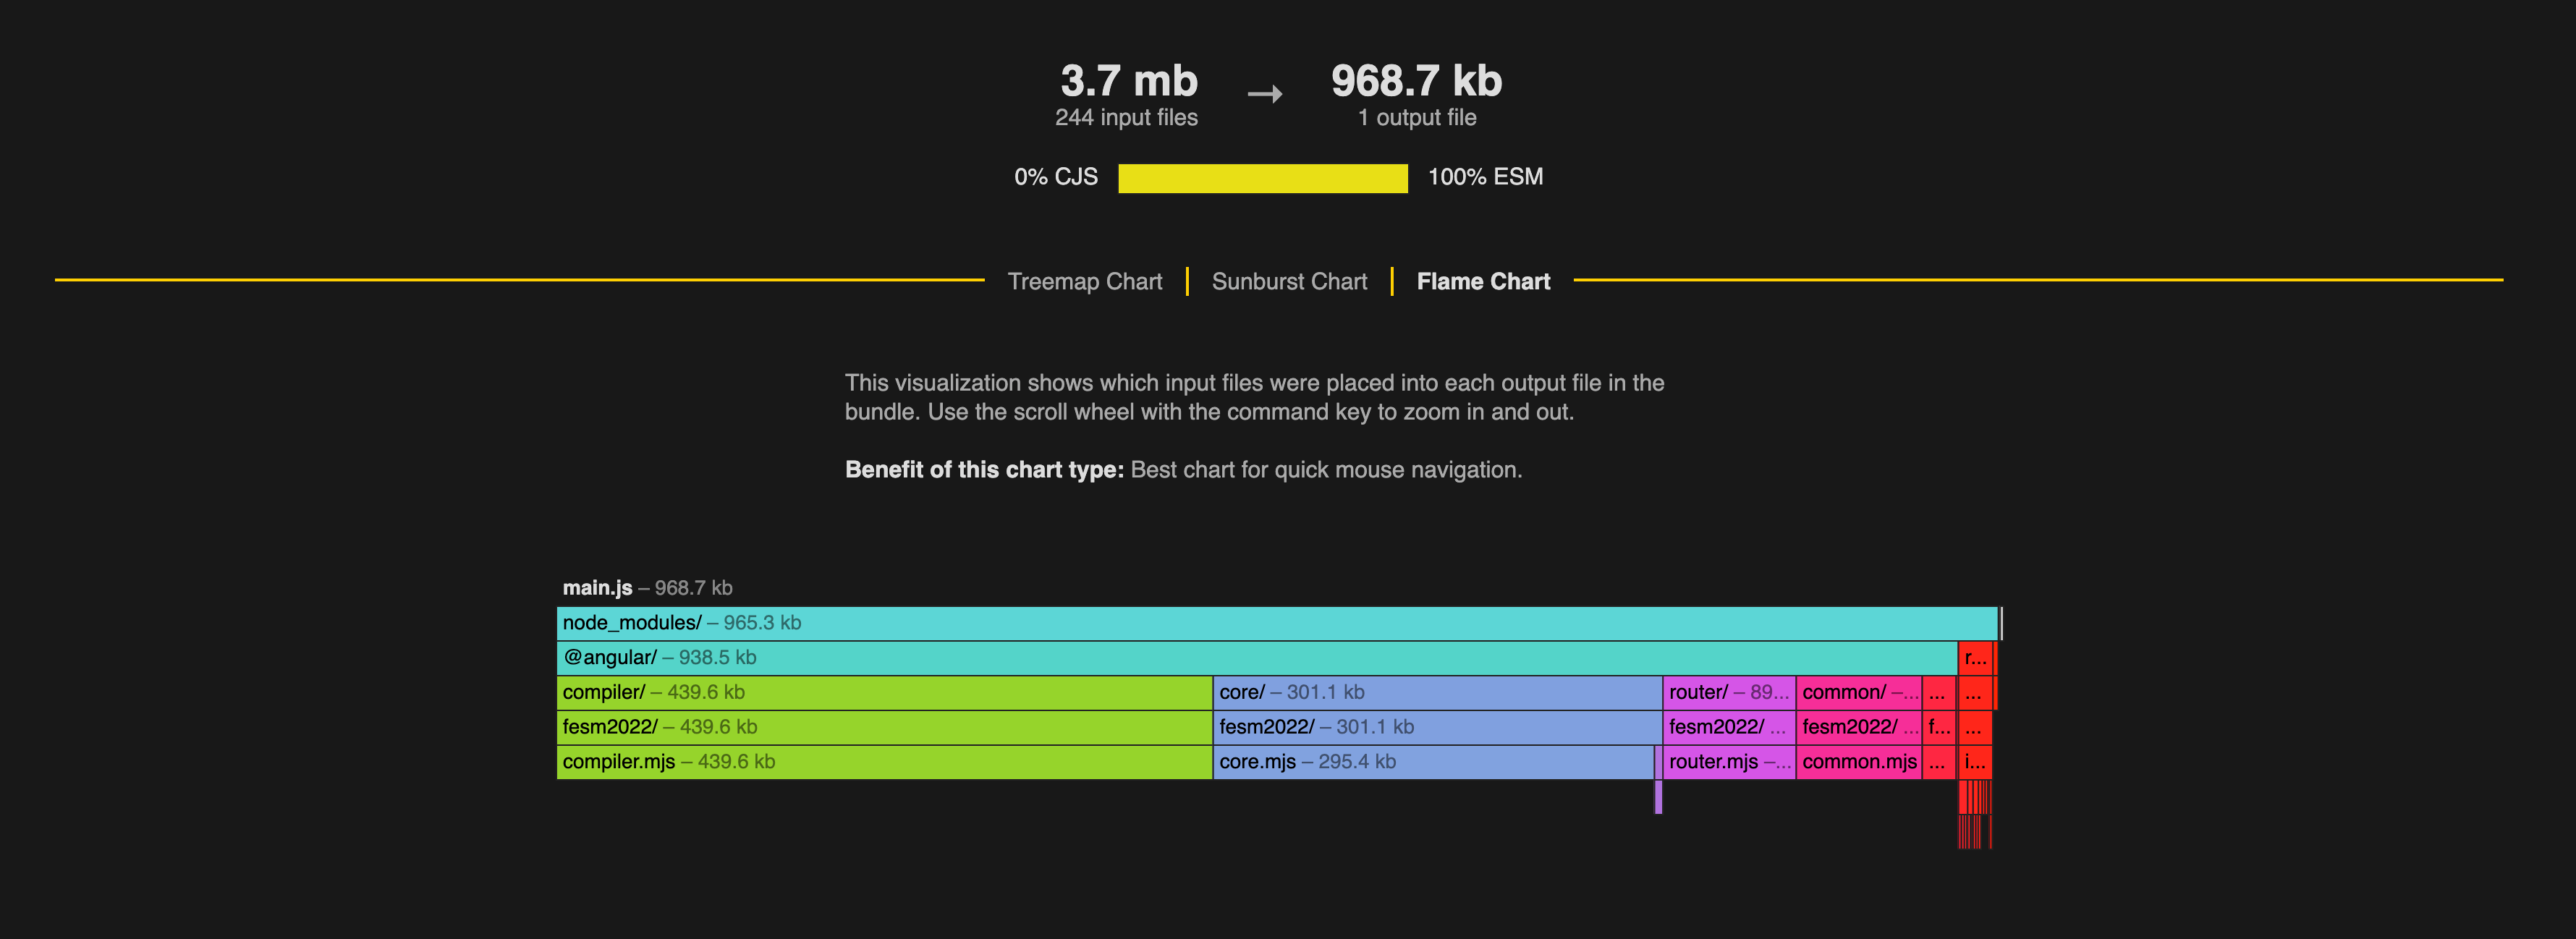 3.7 mb → 968.7 kb
244 input files 1 output file
0% CJS 100% ESM
Treemap Chart | Sunburst Chart | Flame Chart
This visualization shows which input files were placed into each output file in the
bundle. Use the scroll wheel with the command key to zoom in and out.
Benefit of this chart type: Best chart for quick mouse navigation.
main.js – 968.7 kb
node_modules/ – 965.3 kb
@angular/ – 938.5 kb r...
compiler/ – 439.6 kb core/ – 301.1 kb router/ – 89... common/ –... ... ...
fesm2022/ – 439.6 kb fesm2022/ – 301.1 kb fesm2022/ ... fesm2022/ ... f... ...
compiler.mjs – 439.6 kb core.mjs – 295.4 kb router.mjs –... common.mjs ... i...